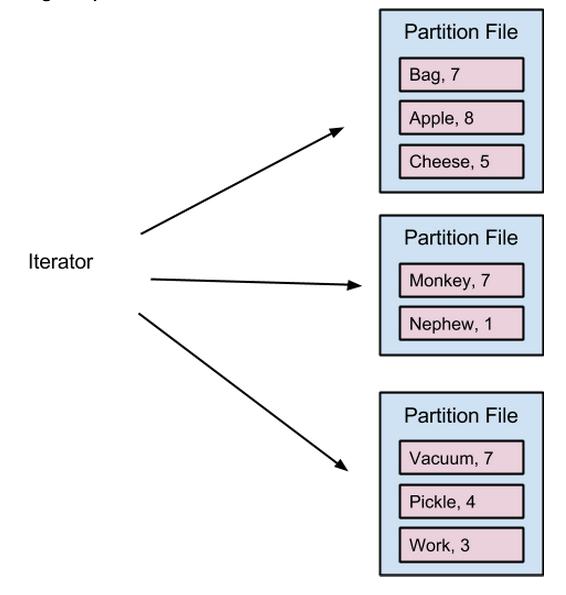 Iterator
Partition File
Bag, 7
Apple, 8
Cheese, 5
Partition File
Monkey, 7
Nephew, 1
Partition File
Vacuum, 7
Pickle, 4
Work, 3